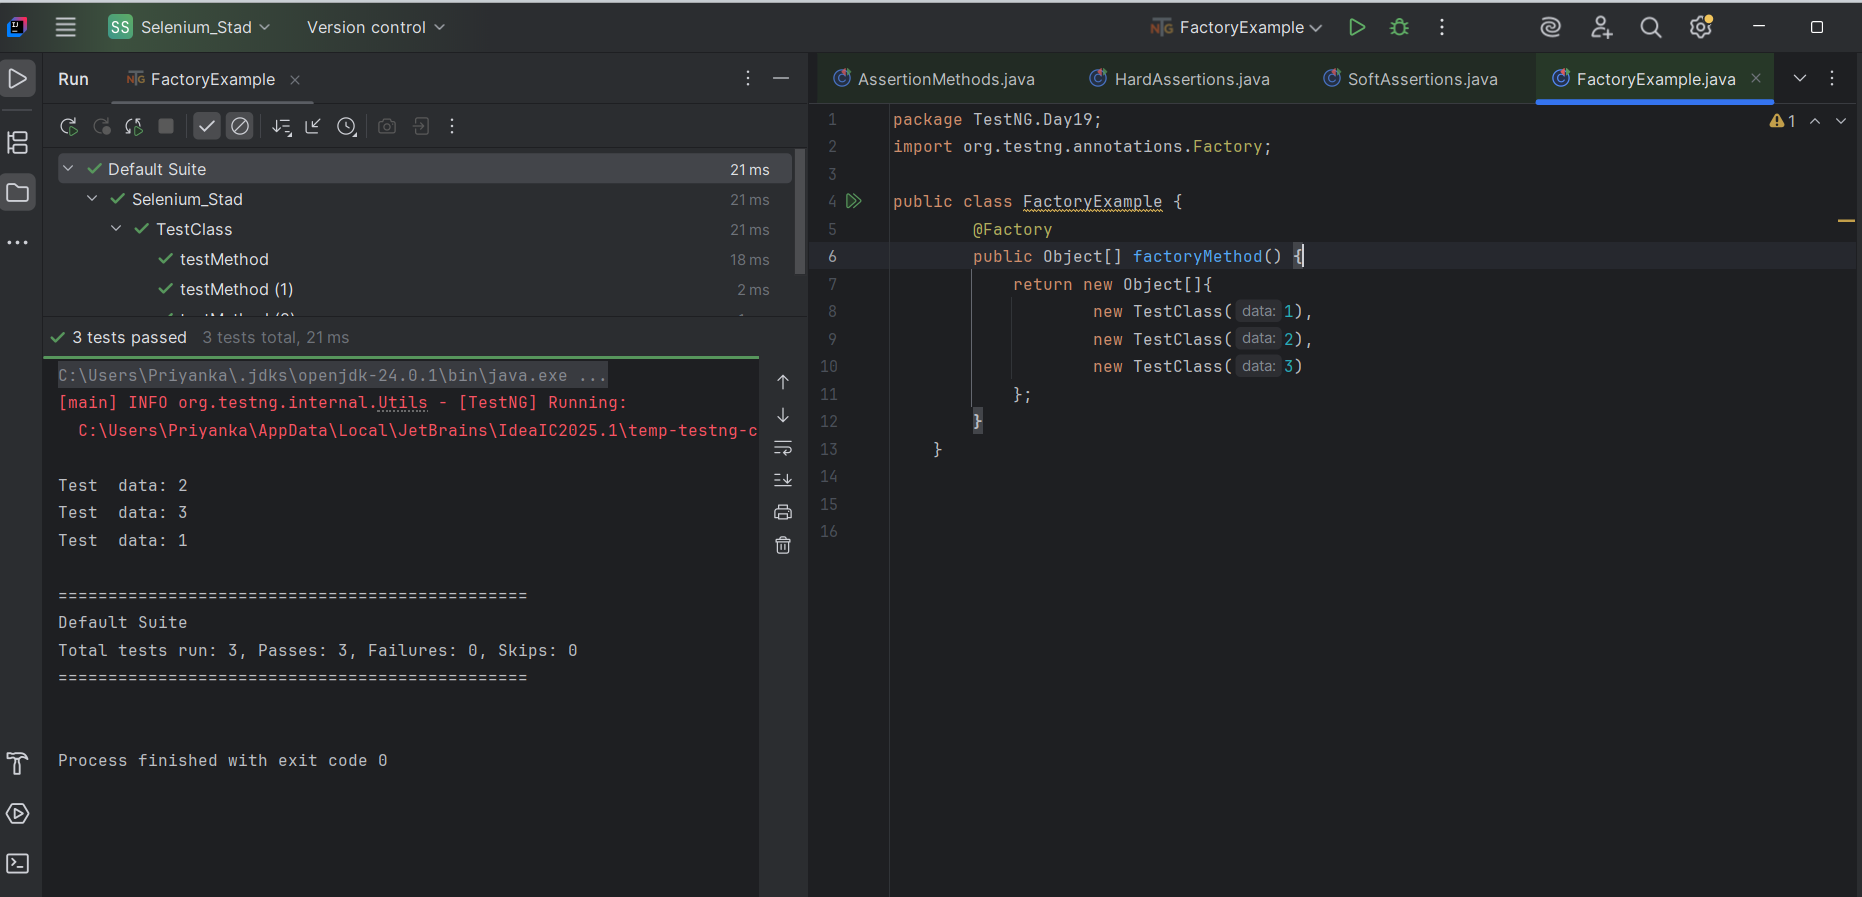 SS Selenium_Stad Version control FactoryExample
Run FactoryExample
AssertionMethods.java HardAssertions.java SoftAssertions.java FactoryExample.java
Default Suite 21 ms
Selenium_Stad 21 ms
TestClass 21 ms
testMethod 18 ms
testMethod (1) 2 ms
3 tests passed 3 tests total, 21 ms
C:\Users\Priyanka\.jdks\openjdk-24.0.1\bin\java.exe ...
[main] INFO org.testng.internal.Utils - [TestNG] Running:
C:\Users\Priyanka\AppData\Local\JetBrains\IdeaIC2025.1\temp-testng-c
Test  data: 2
Test  data: 3
Test  data: 1
===============================================
Default Suite
Total tests run: 3, Passes: 3, Failures: 0, Skips: 0
===============================================
Process finished with exit code 0
1 package TestNG.Day19;
2 import org.testng.annotations.Factory;
3
4 public class FactoryExample {
5 @Factory
6 public Object[] factoryMethod() {
7 return new Object[]{
8 new TestClass( data: 1),
9 new TestClass( data: 2),
10 new TestClass( data: 3)
11 };
12 }
13 }
14
15
16
1